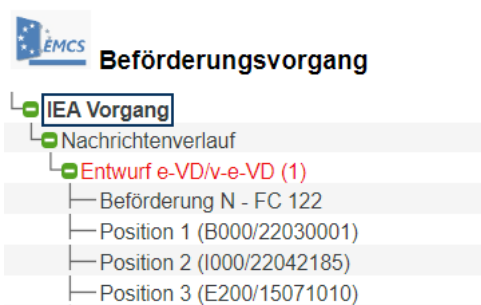 EMCS
Beförderungsvorgang
IEA Vorgang
Nachrichtenverlauf
Entwurf e-VD/v-e-VD (1)
Beförderung N - FC 122
Position 1 (B000/22030001)
Position 2 (I000/22042185)
Position 3 (E200/15071010)